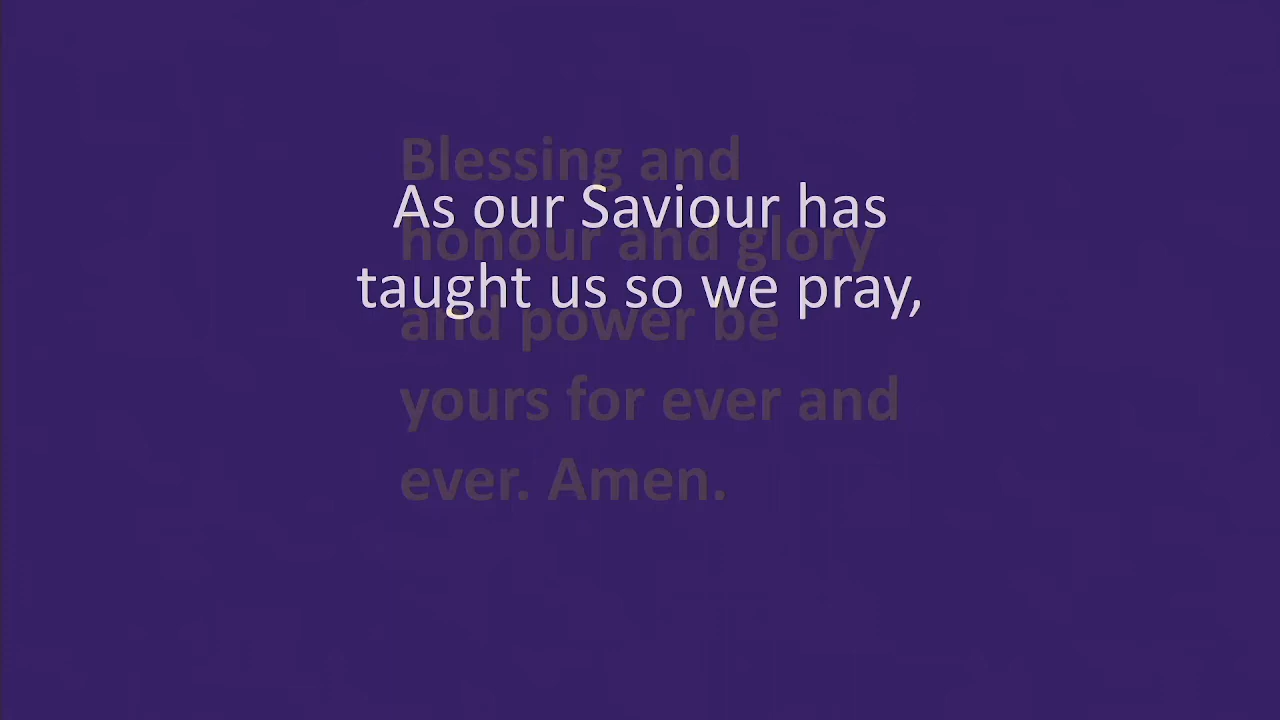 Blessing and
As our Saviour has
honour and glory
taught us so we pray,
and power be
yours for ever and
ever. Amen.